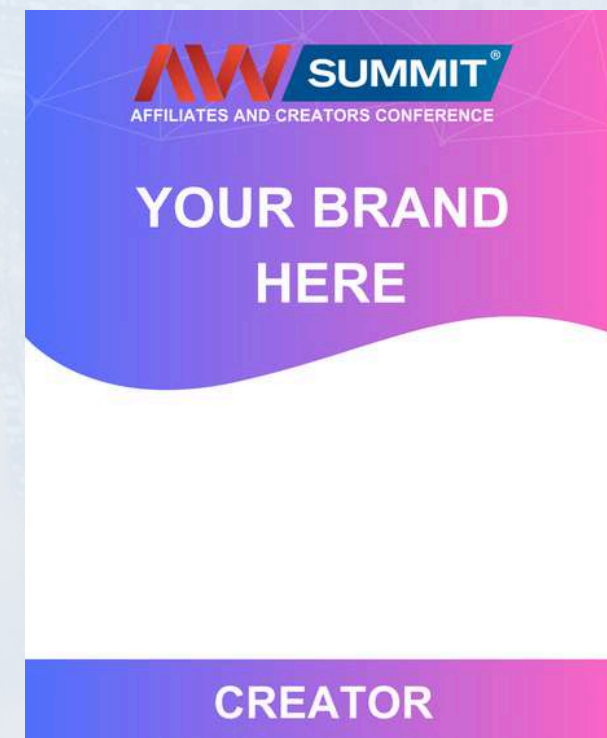 AW SUMMIT®
AFFILIATES AND CREATORS CONFERENCE
YOUR BRAND
HERE
CREATOR